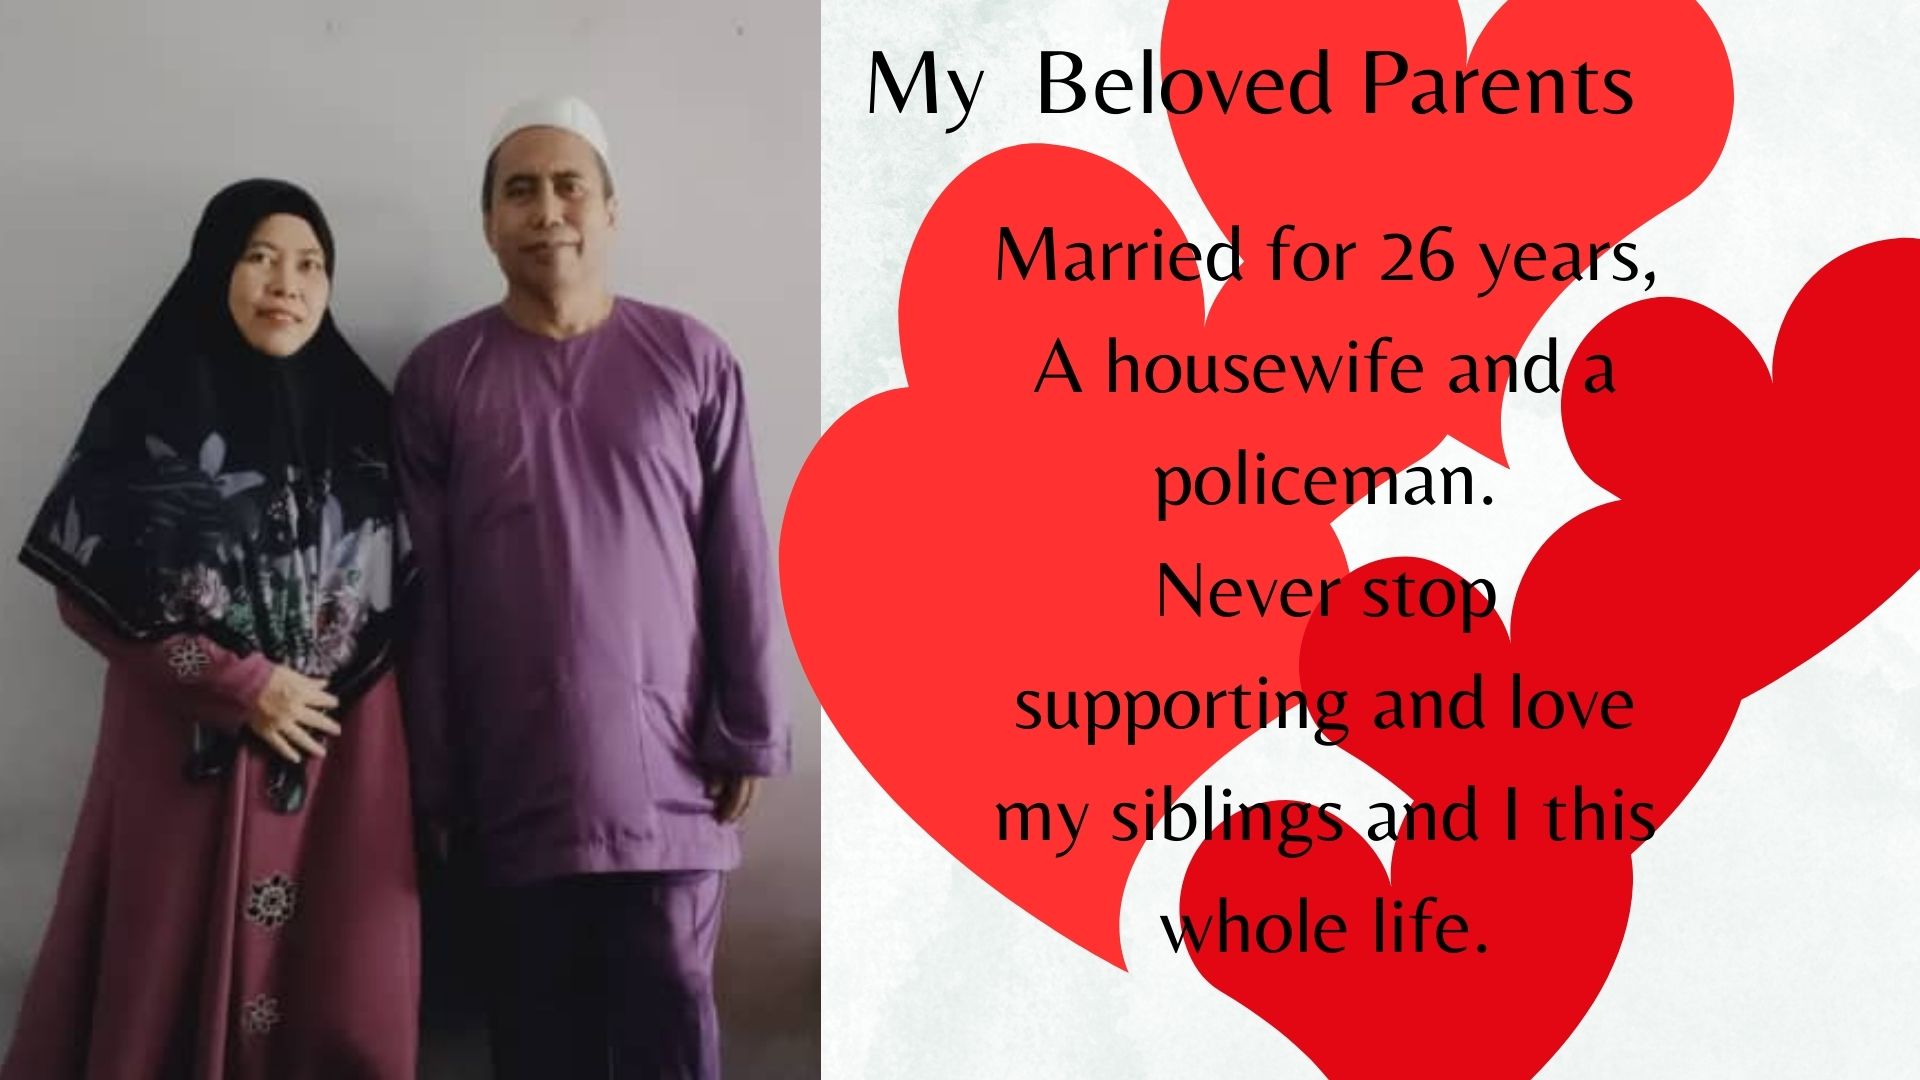 My Beloved Parents
Married for 26 years,
A housewife and a
policeman.
Never stop
supporting and love
my siblings and I this
whole life.